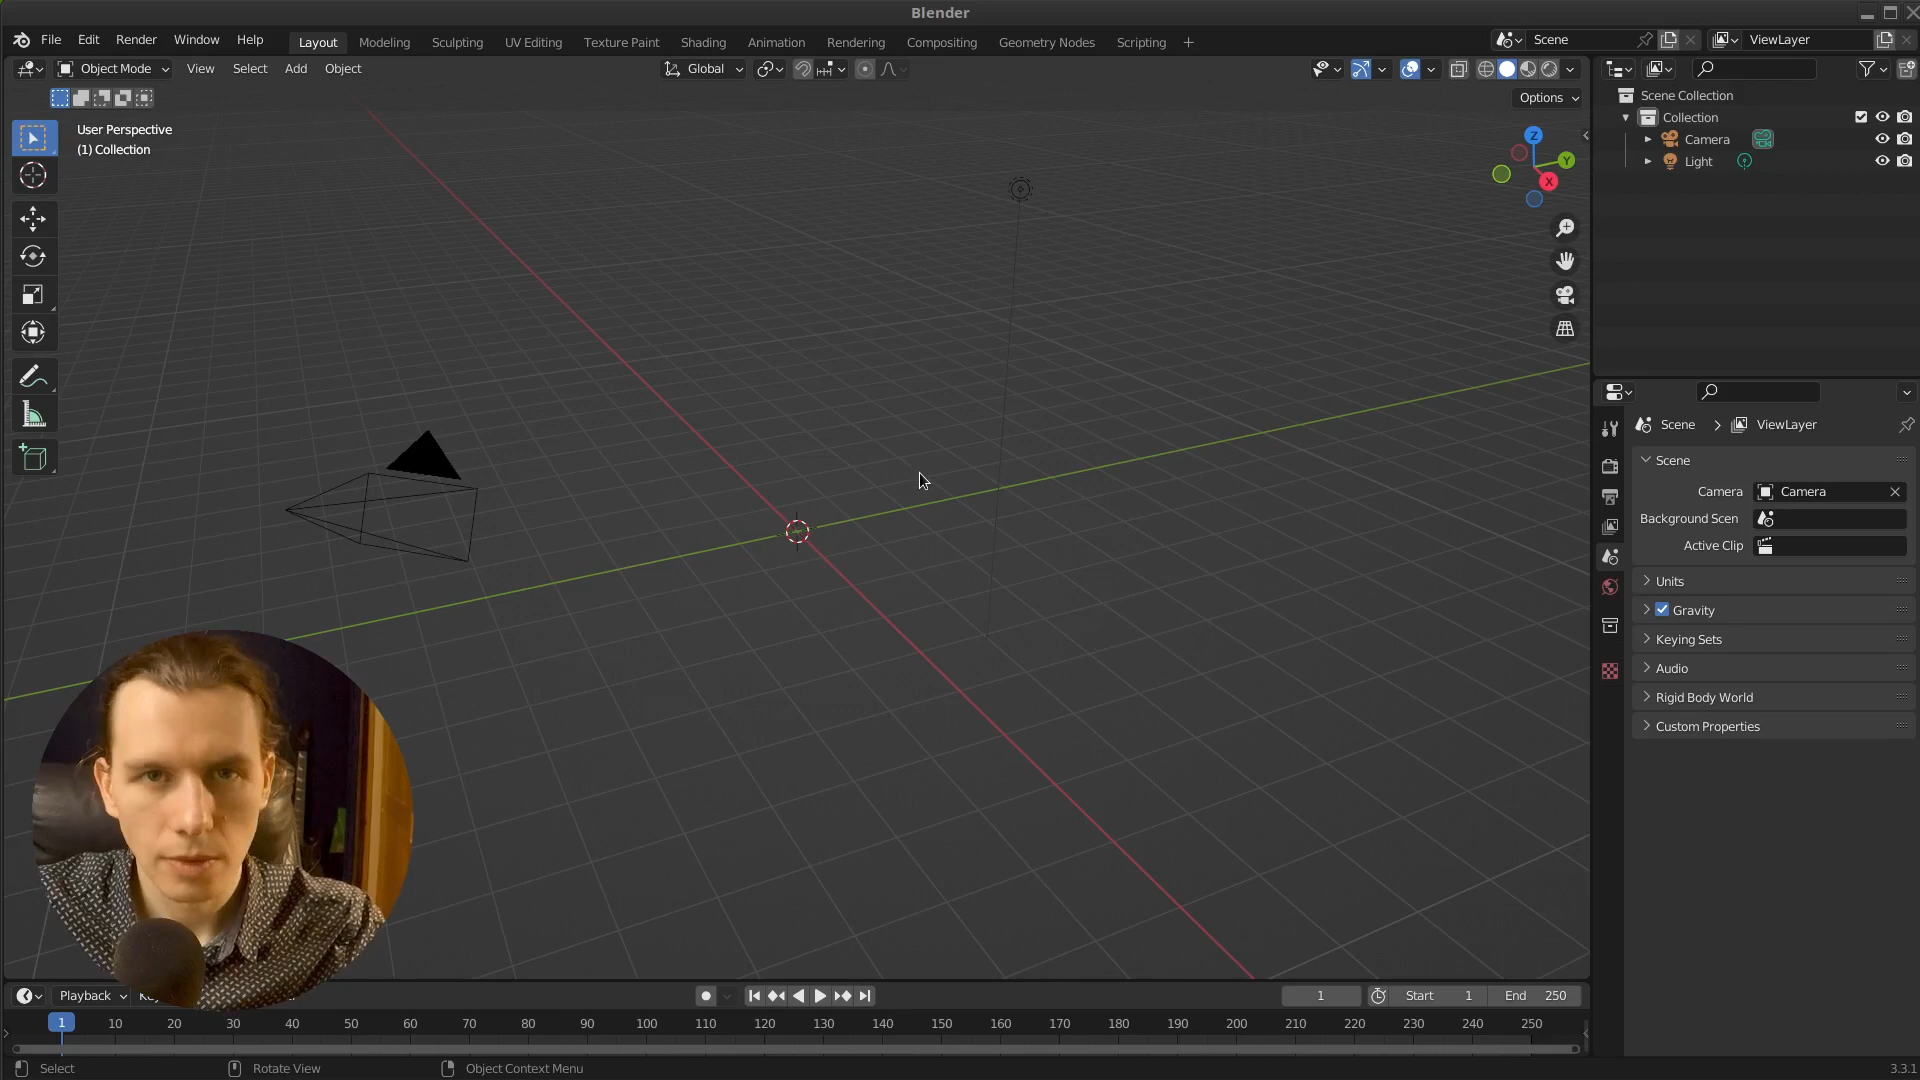 Blender
File Edit Render Window Help Layout Modeling Sculpting UV Editing Texture Paint Shading Animation Rendering Compositing Geometry Nodes Scripting + Scene ViewLayer
Object Mode View Select Add Object Global
Options
User Perspective
(1) Collection
Z
Y
X
Scene Collection
Collection
Camera
Light
Scene > ViewLayer
Scene
Camera Camera
Background Scen
Active Clip
Units
Gravity
Keying Sets
Audio
Rigid Body World
Custom Properties
Playback 1 Start 1 End 250
1 10 20 30 40 50 60 70 80 90 100 110 120 130 140 150 160 170 180 190 200 210 220 230 240 250
Select Rotate View Object Context Menu 3.3.1